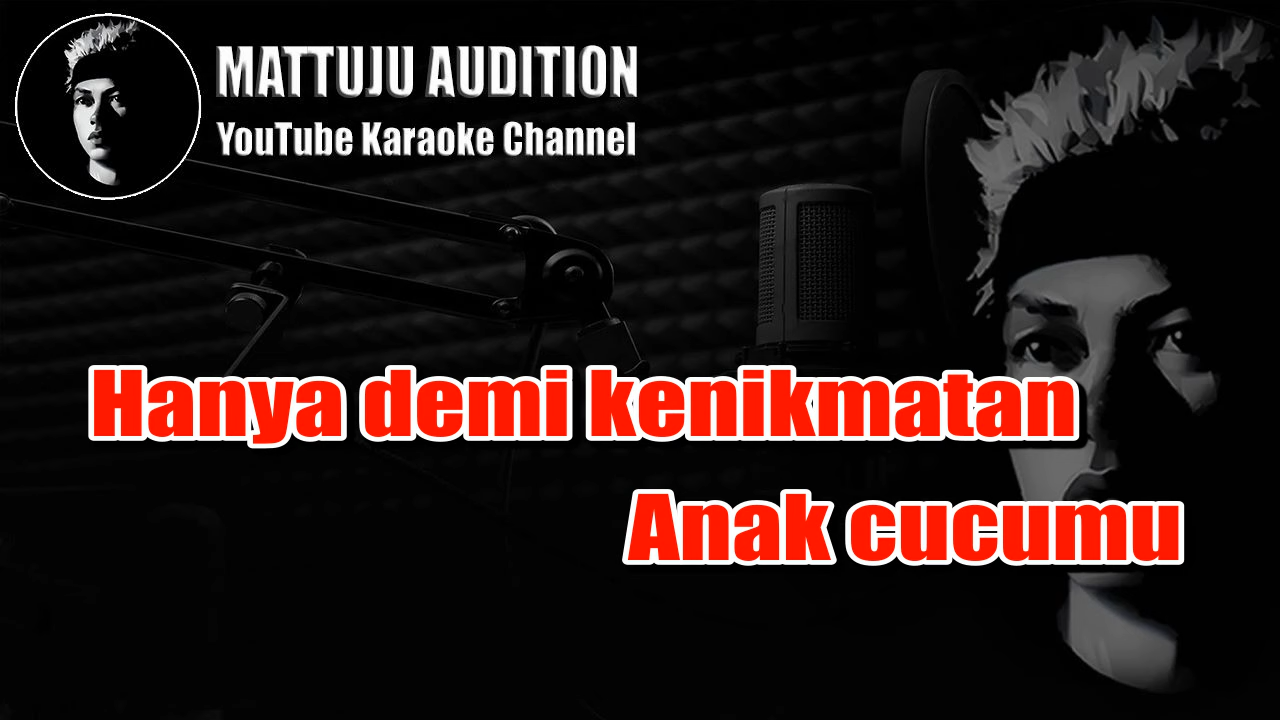 MATTUJU AUDITION
YouTube Karaoke Channel
Hanya demi kenikmatan
Anak cucumu